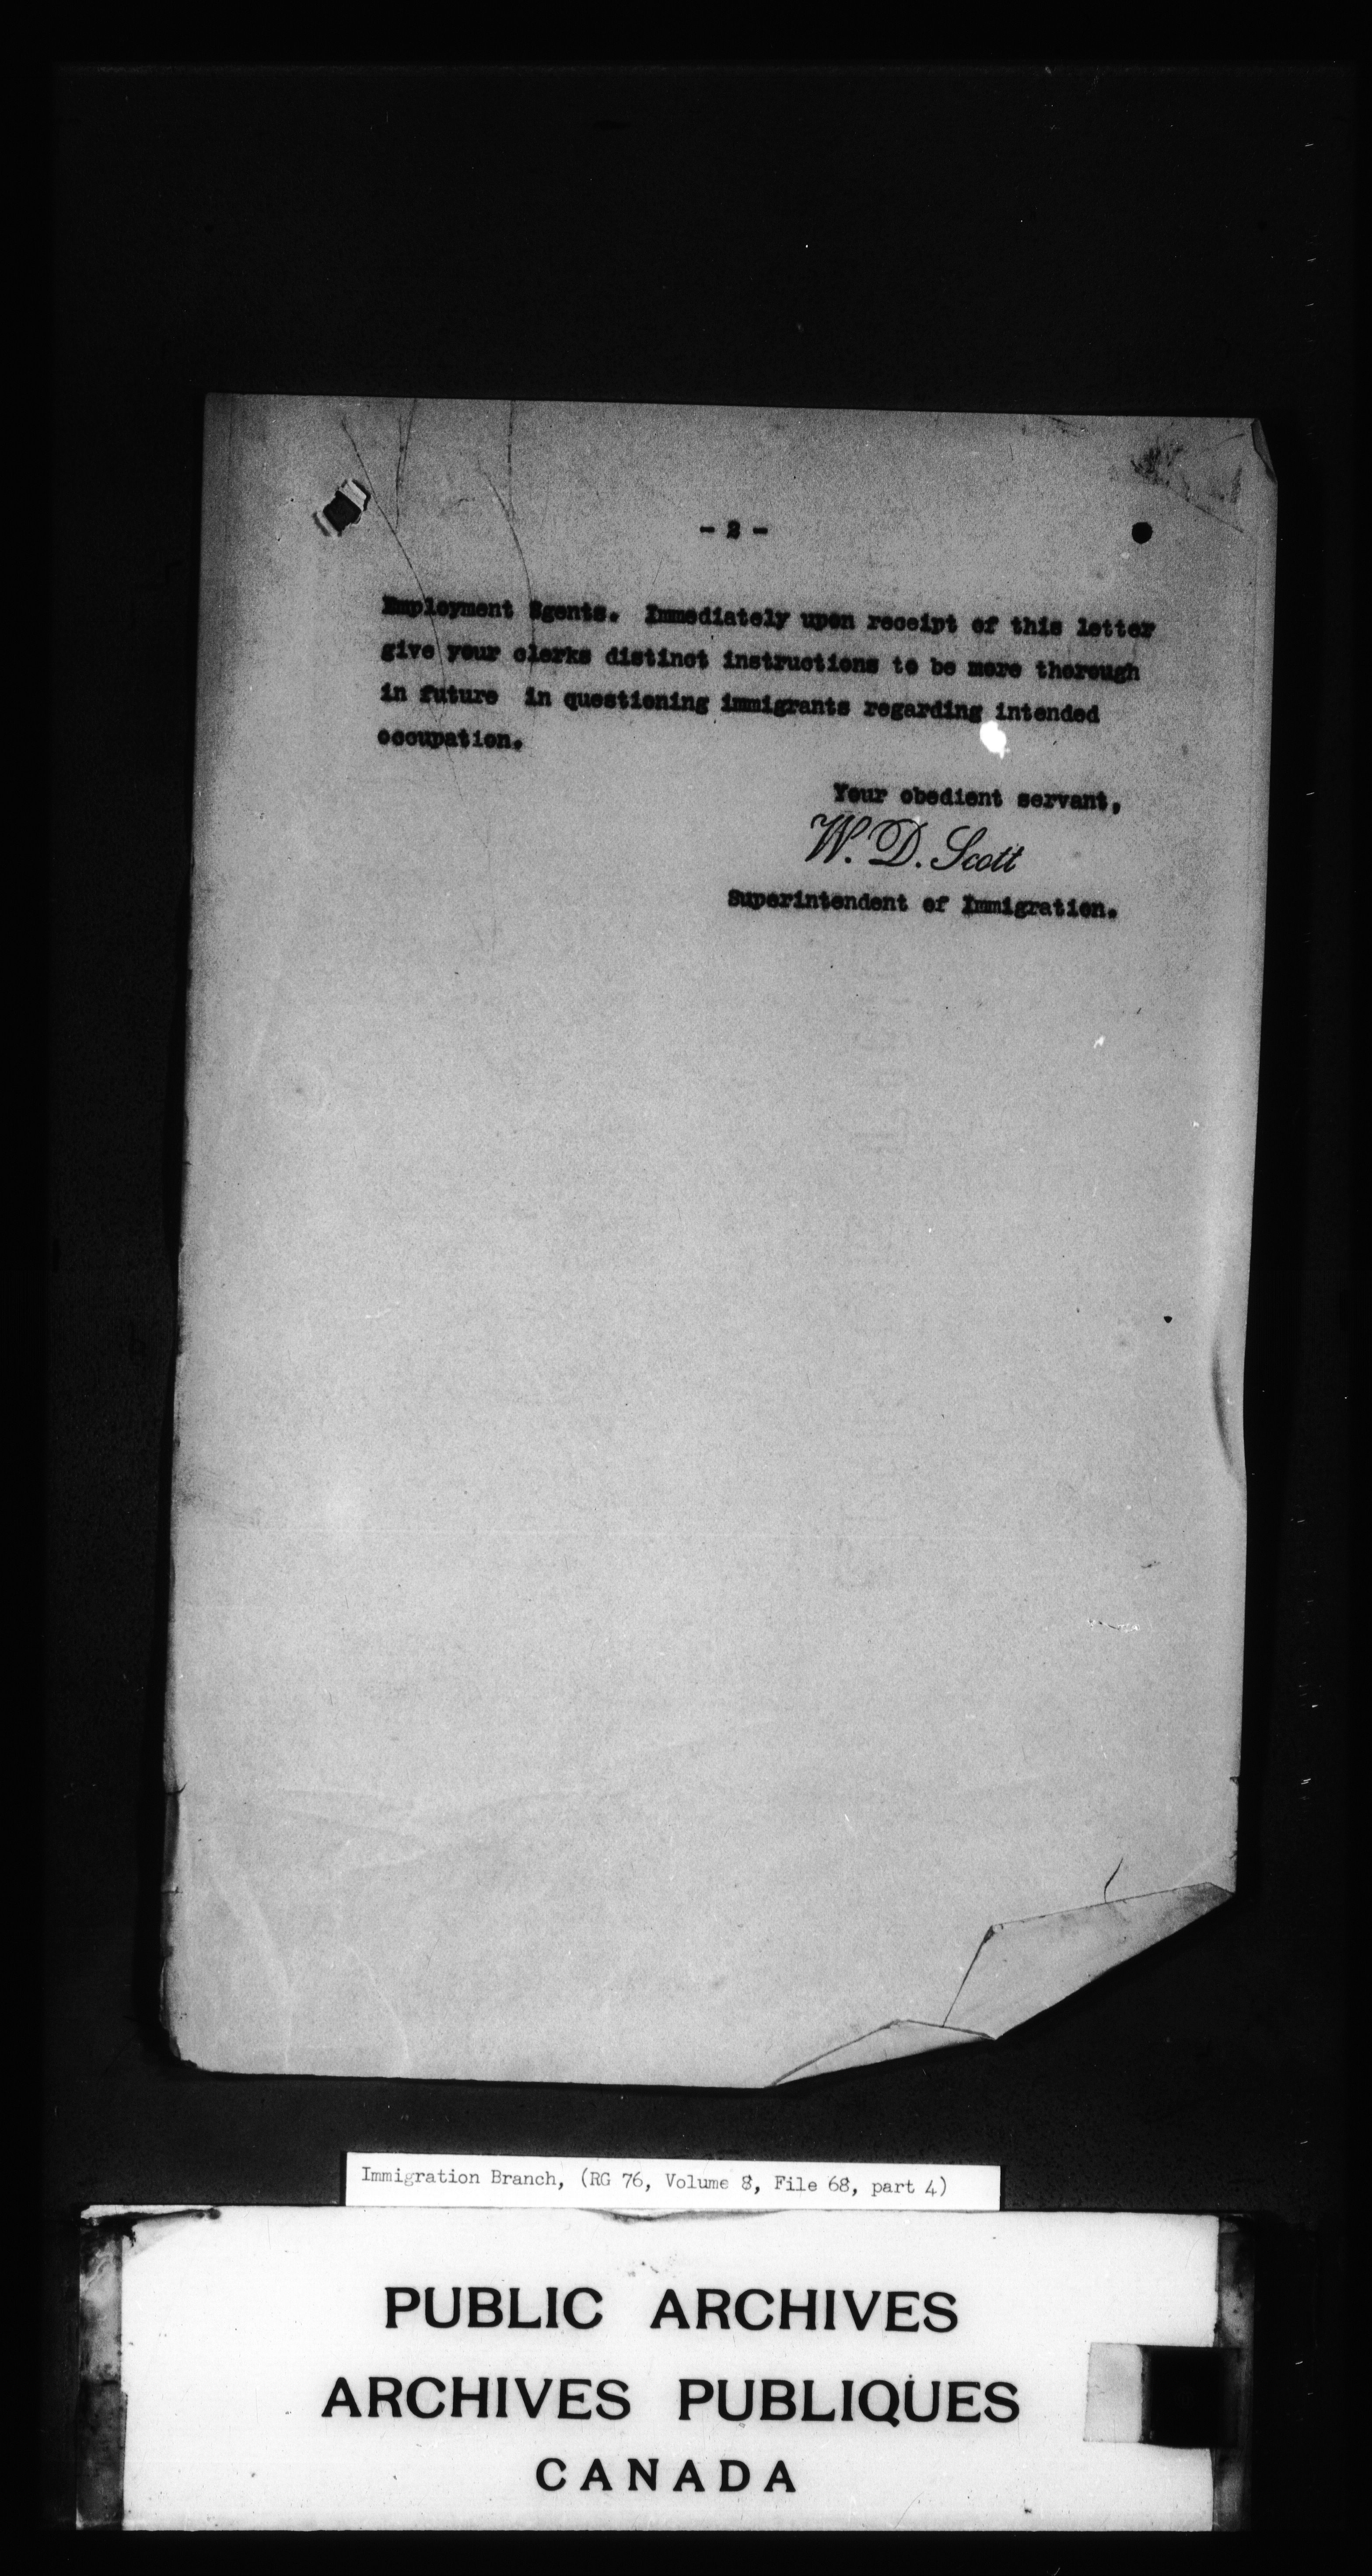 - 2 -
Employment Agents. Immediately upon receipt of this letter
give your clerks distinct instructions to be more thorough
in future in questioning immigrants regarding intended
occupation.
Your obedient servant,
W. D. Scott
Superintendent of Immigration.
Immigration Branch, (RG 76, Volume 8, File 68, part 4)
PUBLIC ARCHIVES
ARCHIVES PUBLIQUES
CANADA